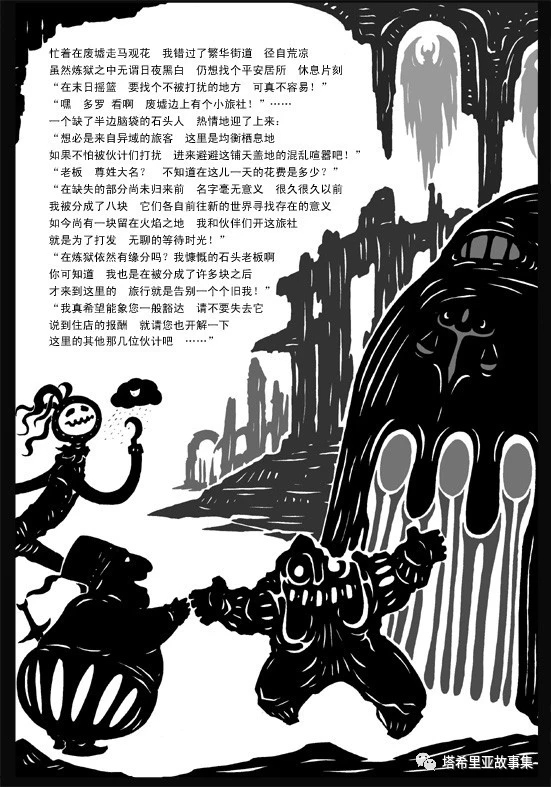 忙着在废墟走马观花　我错过了繁华街道　径自荒凉
虽然炼狱之中无谓日夜黑白　仍想找个平安居所　休息片刻
“在末日摇篮　要找个不被打扰的地方　可真不容易！”
“嘿　多罗　看啊　废墟边上有个小旅社！”……
一个缺了半边脑袋的石头人　热情地迎了上来：
“想必是来自异域的旅客　这里是均衡栖息地
如果不怕被伙计们打扰　进来避避这铺天盖地的混乱喧嚣吧！”
“老板　尊姓大名？　不知道在这儿一天的花费是多少？”
“在缺失的部分尚未归来前　名字毫无意义　很久很久以前
我被分成了八块　它们各自前往新的世界寻找存在的意义
如今尚有一块留在火焰之地　我和伙伴们开这旅社
就是为了打发　无聊的等待时光！”
“在炼狱依然有缘分吗？我慷慨的石头老板啊
你可知道　我也是在被分成了许多块之后
才来到这里的　旅行就是告别一个个旧我！”
“我真希望能象您一般豁达　请不要失去它
说到住店的报酬　就请您也开解一下
这里的其他那几位伙计吧　……”
塔希里亚故事集